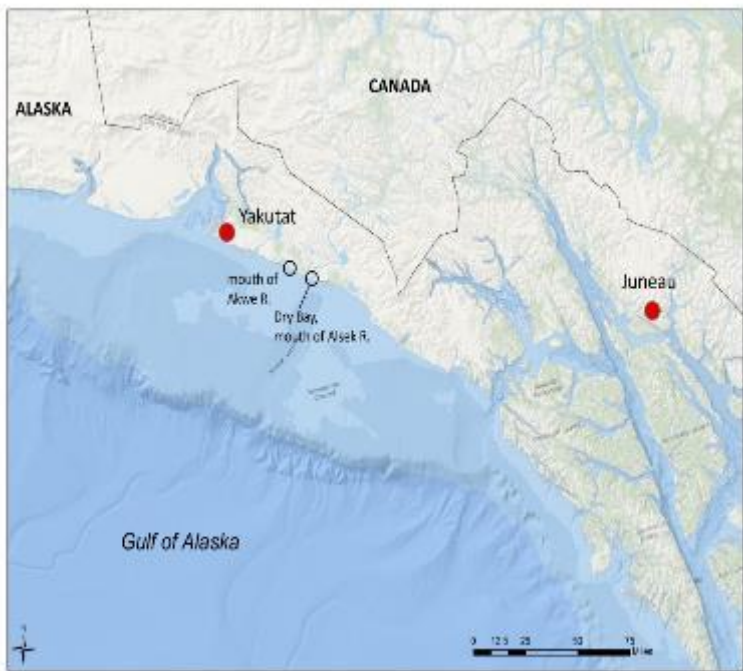 CANADA
ALASKA
Yakutat
mouth of
Akwe R.
Juneau
Dry Bay,
mouth of Alsek R.
Gulf of Alaska
0 12.5 25 50 75
Miles